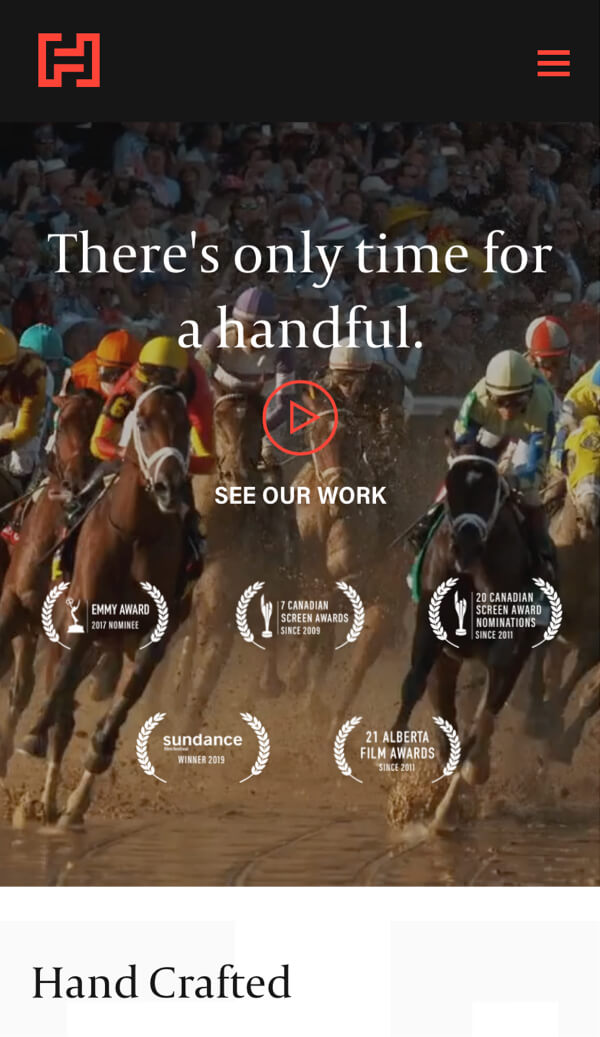 There's only time for
a handful.
SEE OUR WORK
EMMY AWARD
2017 NOMINEE
7 CANADIAN
SCREEN AWARDS
SINCE 2009
20 CANADIAN
SCREEN AWARD
NOMINATIONS
SINCE 2011
sundance
film festival
WINNER 2019
21 ALBERTA
FILM AWARDS
SINCE 2011
Hand Crafted